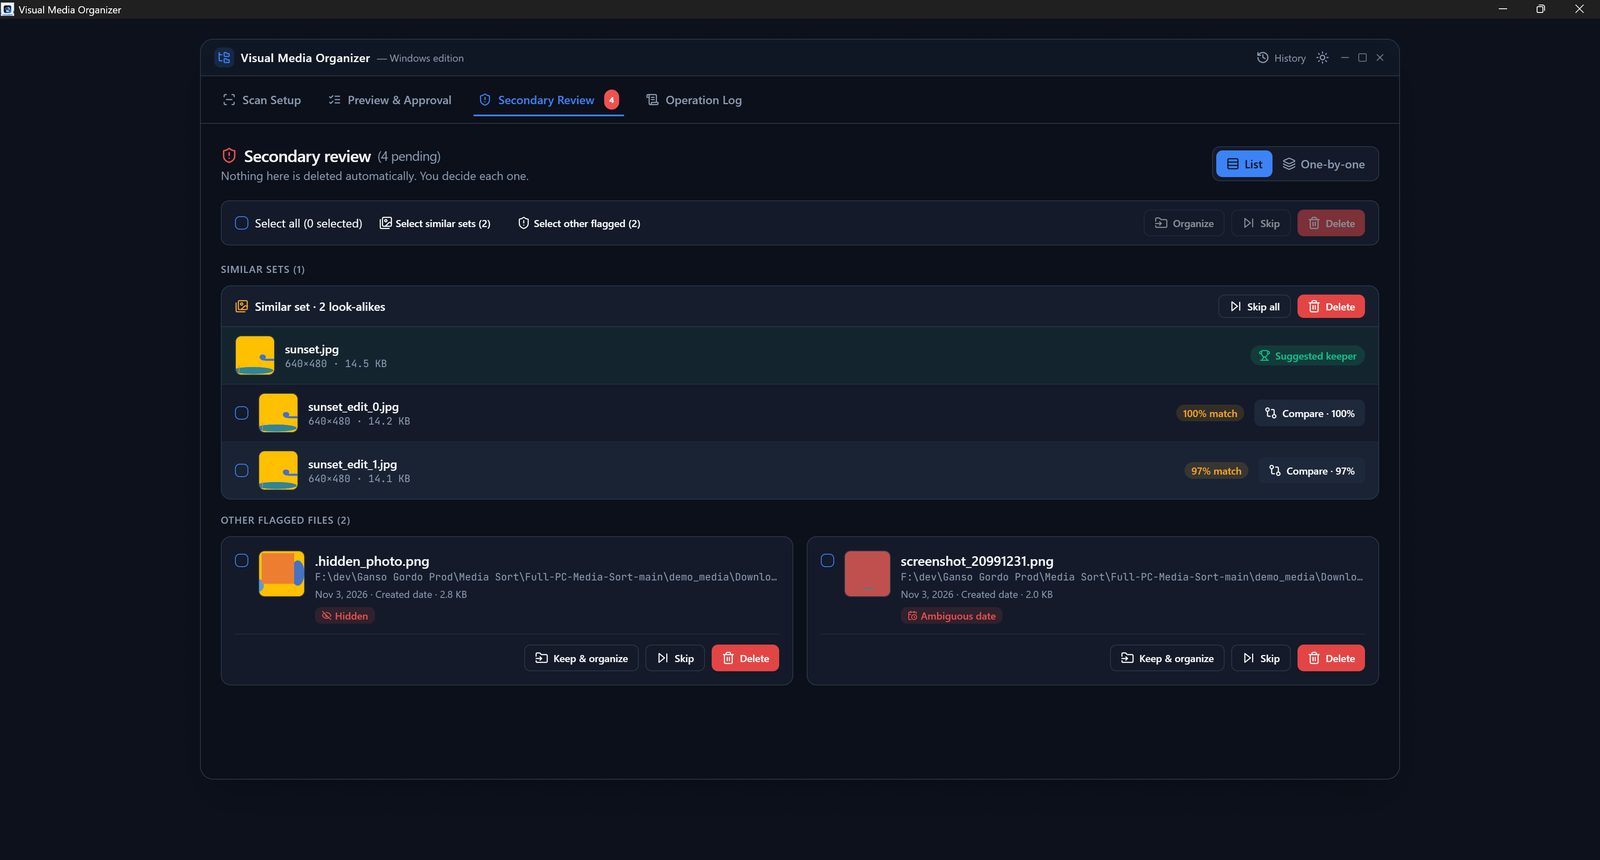 Visual Media Organizer
Visual Media Organizer — Windows edition
History
Scan Setup
Preview & Approval
Secondary Review 4
Operation Log
Secondary review (4 pending)
Nothing here is deleted automatically. You decide each one.
List
One-by-one
Select all (0 selected)
Select similar sets (2)
Select other flagged (2)
Organize
Skip
Delete
SIMILAR SETS (1)
Similar set · 2 look-alikes
Skip all
Delete
sunset.jpg
640×480 · 14.5 KB
Suggested keeper
sunset_edit_0.jpg
640×480 · 14.2 KB
100% match
Compare · 100%
sunset_edit_1.jpg
640×480 · 14.1 KB
97% match
Compare · 97%
OTHER FLAGGED FILES (2)
.hidden_photo.png
F:\dev\Ganso Gordo Prod\Media Sort\Full-PC-Media-Sort-main\demo_media\Downlo…
Nov 3, 2026 · Created date · 2.8 KB
Hidden
Keep & organize
Skip
Delete
screenshot_20991231.png
F:\dev\Ganso Gordo Prod\Media Sort\Full-PC-Media-Sort-main\demo_media\Downlo…
Nov 3, 2026 · Created date · 2.0 KB
Ambiguous date
Keep & organize
Skip
Delete